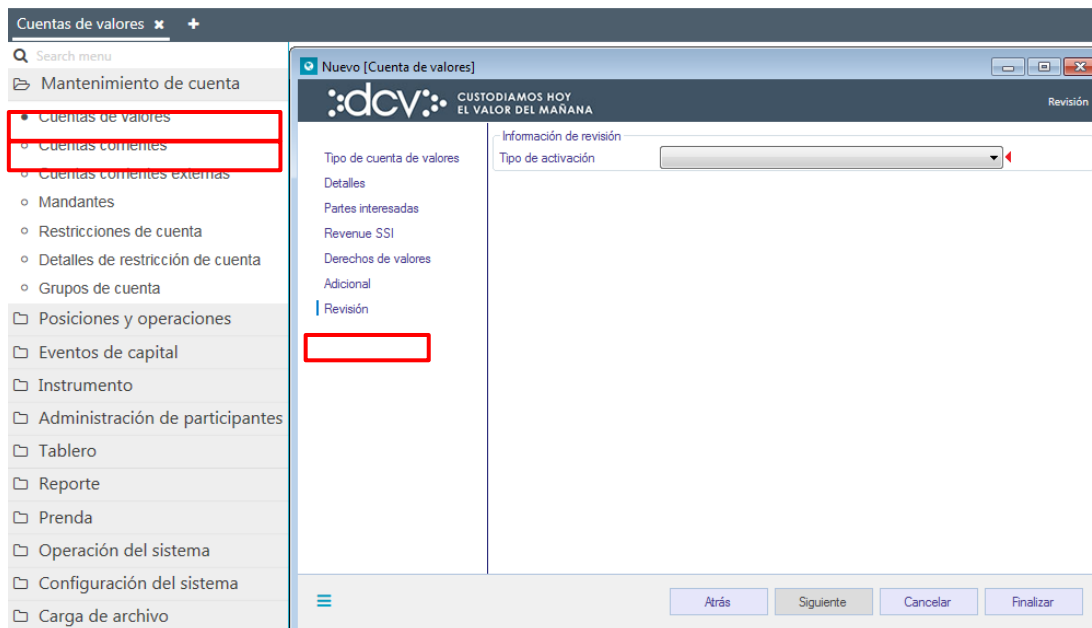 Cuentas de valores
Search menu
Mantenimiento de cuenta
Cuentas de valores
Cuentas corrientes
Cuentas corrientes externas
Mandantes
Restricciones de cuenta
Detalles de restricción de cuenta
Grupos de cuenta
Posiciones y operaciones
Eventos de capital
Instrumento
Administración de participantes
Tablero
Reporte
Prenda
Operación del sistema
Configuración del sistema
Carga de archivo
Nuevo [Cuenta de valores]
dcv
CUSTODIAMOS HOY
EL VALOR DEL MAÑANA
Revisión
Tipo de cuenta de valores
Detalles
Partes interesadas
Revenue SSI
Derechos de valores
Adicional
Revisión
Información de revisión
Tipo de activación
Atrás Siguiente Cancelar Finalizar